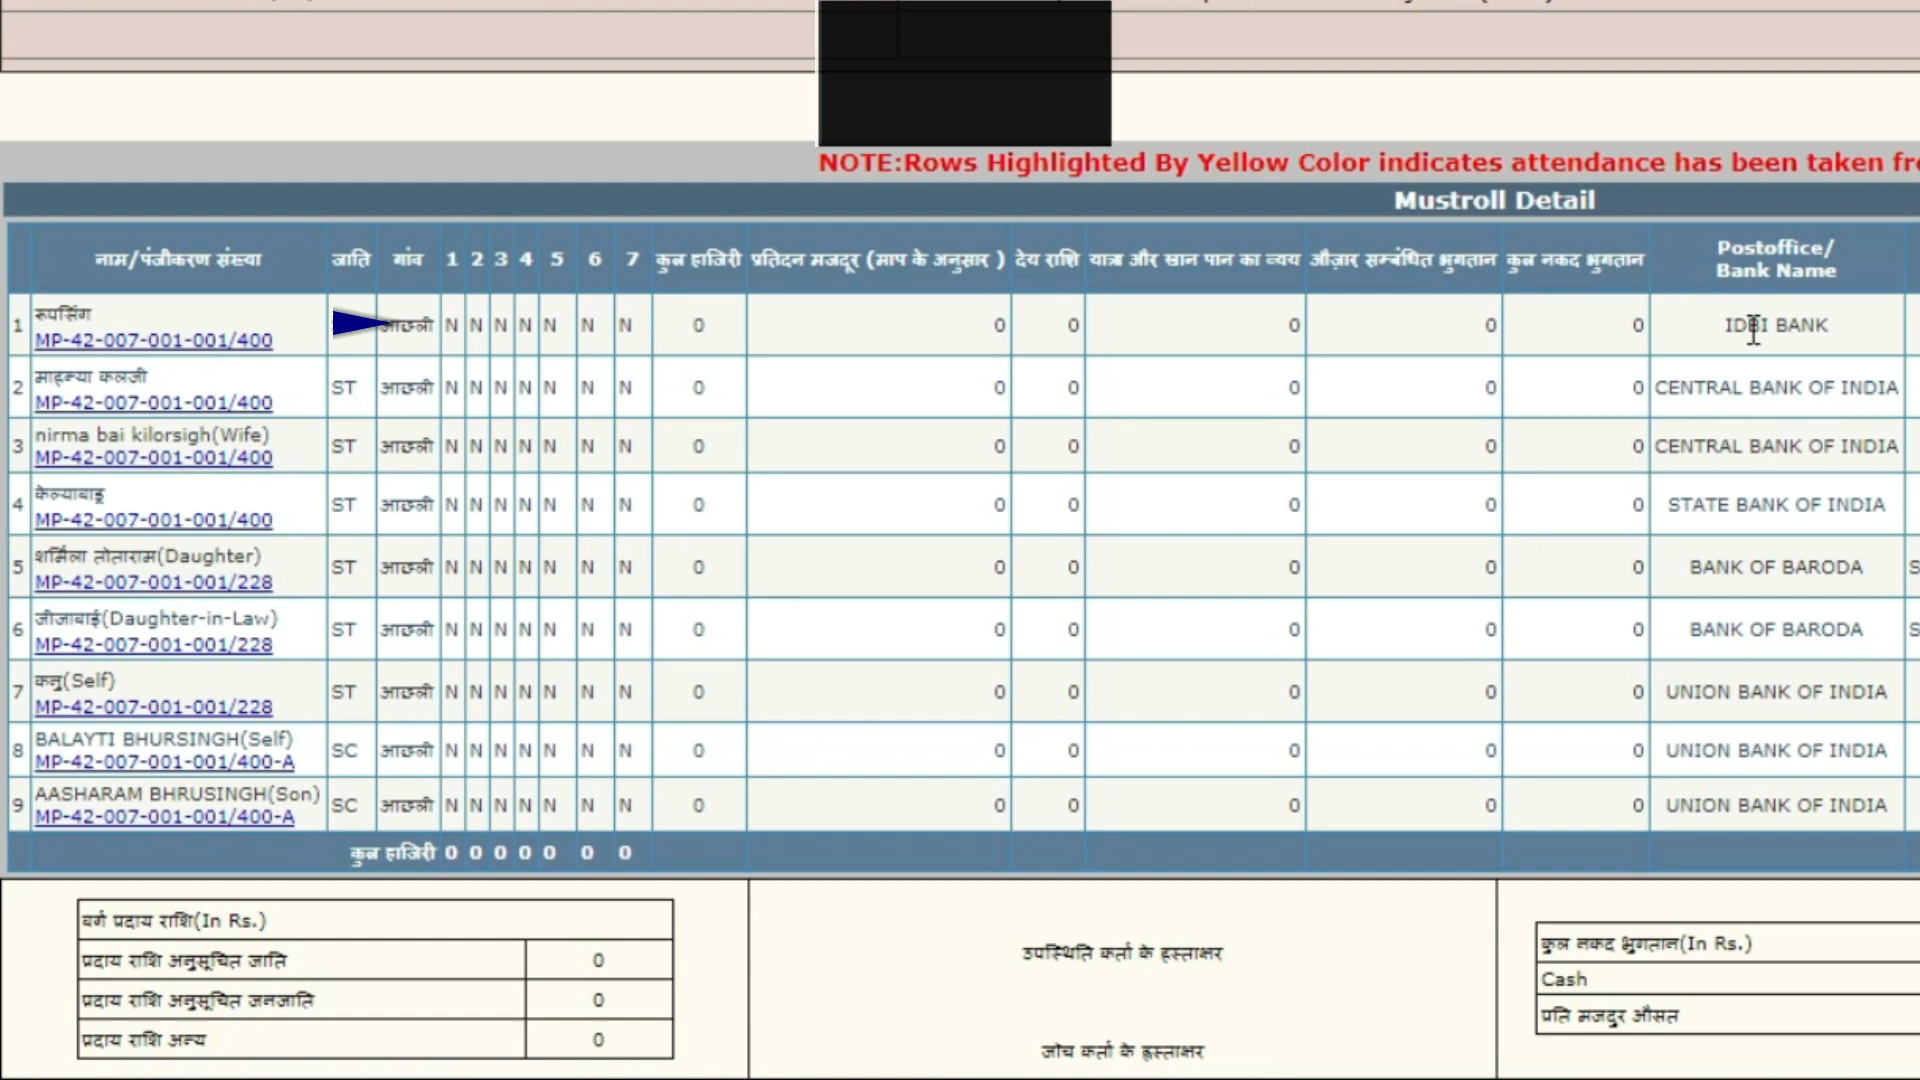 NOTE:Rows Highlighted By Yellow Color indicates attendance has been taken
Mustroll Detail
नाम/पंजीकरण संख्या जाति गांव 1 2 3 4 5 6 7 कुल हाजिरी प्रतिदन मजदूर (माप के अनुसार ) देय राशि यात्रा और खान पान का व्यय औज़ार सम्बंधित भुगतान कुल नकद भुगतान Postoffice/
Bank Name
1 रूपसिंग
MP-42-007-001-001/400 आछली N N N N N N N 0 0 0 0 0 0 IDBI BANK
2 कलजी
MP-42-007-001-001/400 ST आछली N N N N N N N 0 0 0 0 0 0 CENTRAL BANK OF INDIA
3 nirma bai kilorsigh(Wife)
MP-42-007-001-001/400 ST आछली N N N N N N N 0 0 0 0 0 0 CENTRAL BANK OF INDIA
4
MP-42-007-001-001/400 ST आछली N N N N N N N 0 0 0 0 0 0 STATE BANK OF INDIA
5 शर्मिला तोताराम(Daughter)
MP-42-007-001-001/228 ST आछली N N N N N N N 0 0 0 0 0 0 BANK OF BARODA
6 जीजाबाई(Daughter-in-Law)
MP-42-007-001-001/228 ST आछली N N N N N N N 0 0 0 0 0 0 BANK OF BARODA
7 कनु(Self)
MP-42-007-001-001/228 ST आछली N N N N N N N 0 0 0 0 0 0 UNION BANK OF INDIA
8 BALAYTI BHURSINGH(Self)
MP-42-007-001-001/400-A SC आछली N N N N N N N 0 0 0 0 0 0 UNION BANK OF INDIA
9 AASHARAM BHRUSINGH(Son)
MP-42-007-001-001/400-A SC आछली N N N N N N N 0 0 0 0 0 0 UNION BANK OF INDIA
कुल हाजिरी 0 0 0 0 0 0 0
वर्ग प्रदाय राशि(In Rs.)
प्रदाय राशि अनुसूचित जाति 0
प्रदाय राशि अनुसूचित जनजाति 0
प्रदाय राशि अन्य 0
उपस्थिति कर्ता के हस्ताक्षर
जाँच कर्ता के हस्ताक्षर
कुल नकद भुगतान(In Rs.)
Cash
प्रति मजदुर औसत